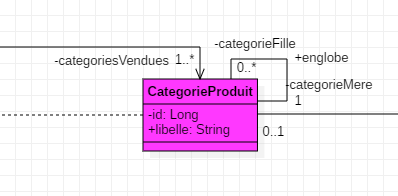 -categorieFille
-categoriesVendues 1..* 0..* +englobe
-categorieMere
CategorieProduit 1
-id: Long
+libelle: String 0..1